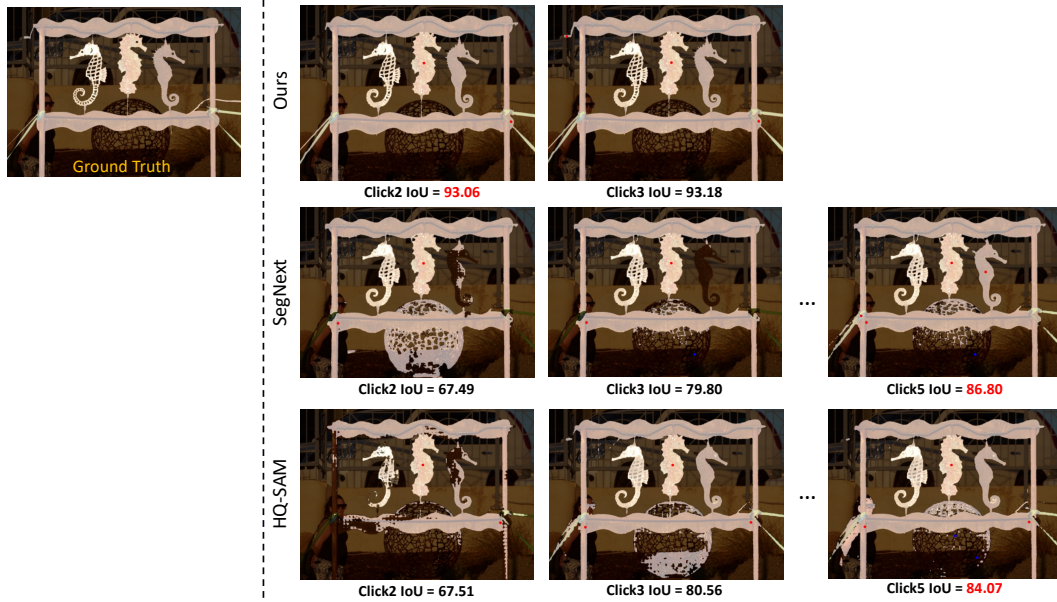 Ground Truth
Ours
Click2 IoU = 93.06
Click3 IoU = 93.18
SegNext
...
Click2 IoU = 67.49
Click3 IoU = 79.80
Click5 IoU = 86.80
HQ-SAM
...
Click2 IoU = 67.51
Click3 IoU = 80.56
Click5 IoU = 84.07